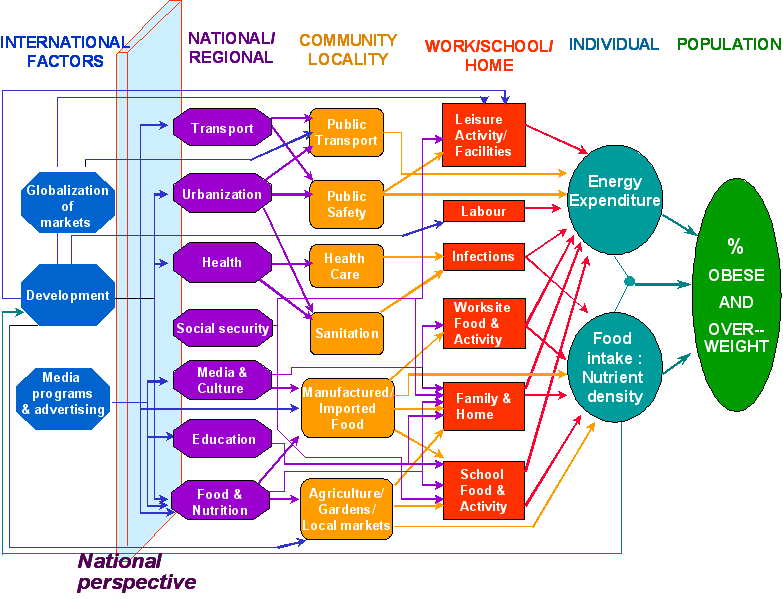 INTERNATIONAL
FACTORS
NATIONAL/
REGIONAL
COMMUNITY
LOCALITY
WORK/SCHOOL/
HOME
INDIVIDUAL
POPULATION
Globalization
of
markets
Development
Media
programs
& advertising
Transport
Urbanization
Health
Social security
Media &
Culture
Education
Food &
Nutrition
Public
Transport
Public
Safety
Health
Care
Sanitation
Manufactured/
Imported
Food
Agriculture/
Gardens/
Local markets
Leisure
Activity/
Facilities
Labour
Infections
Worksite
Food &
Activity
Family &
Home
School
Food &
Activity
Energy
Expenditure
Food
intake :
Nutrient
density
%
OBESE
AND
OVER--
WEIGHT
National
perspective